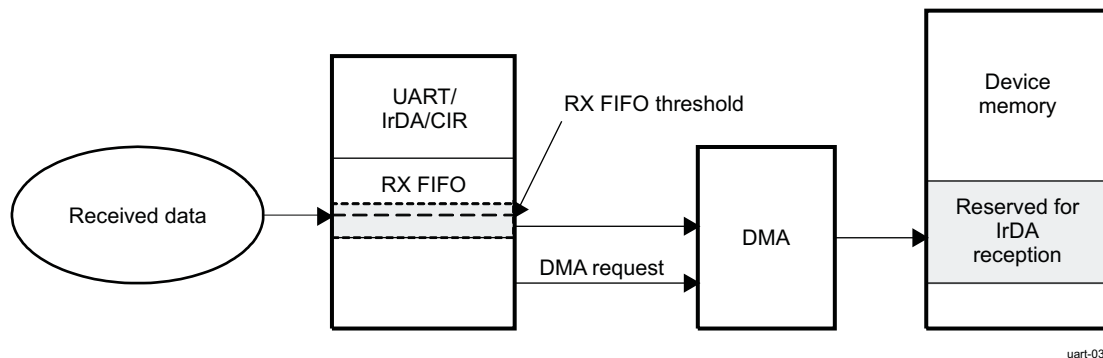 UART/
IrDA/CIR
RX FIFO threshold
Device
memory
RX FIFO
Received data
DMA
Reserved for
IrDA
reception
DMA request
uart-03